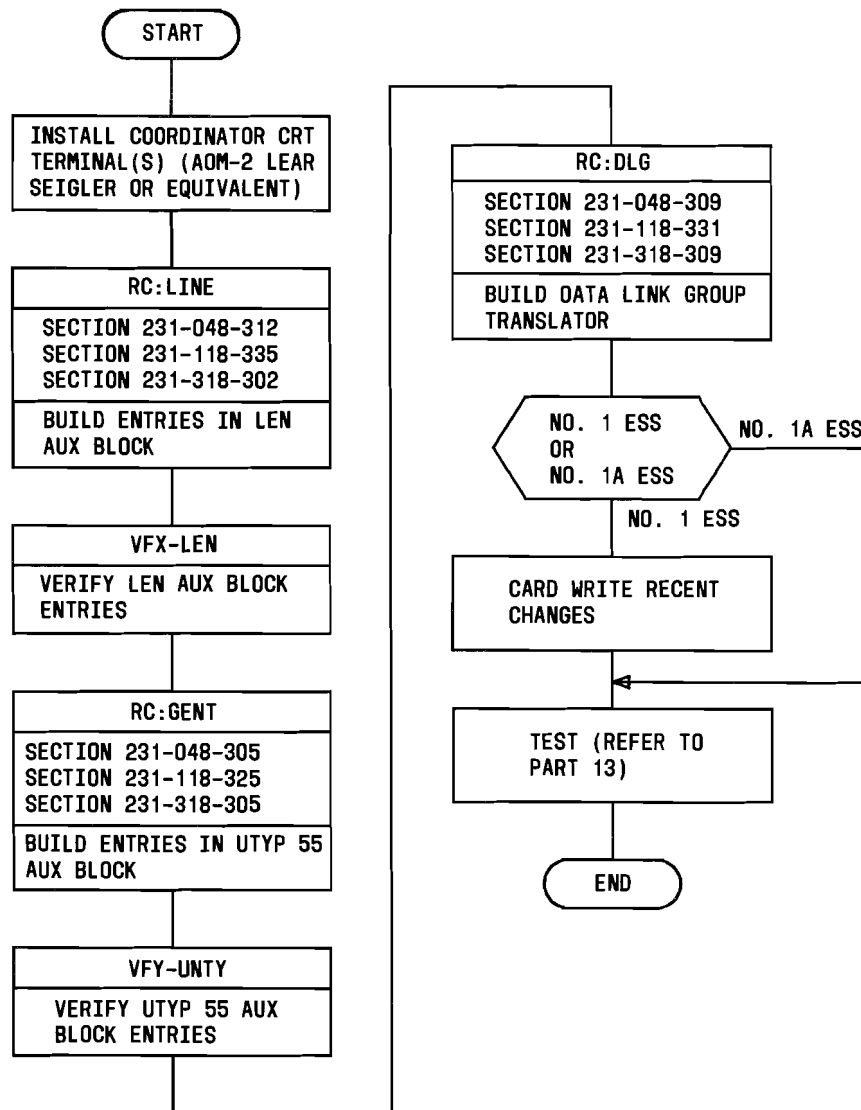 START
INSTALL COORDINATOR CRT
TERMINAL(S) (AOM-2 LEAR
SEIGLER OR EQUIVALENT)
RC:LINE
SECTION 231-048-312
SECTION 231-118-335
SECTION 231-318-302
BUILD ENTRIES IN LEN
AUX BLOCK
VFX-LEN
VERIFY LEN AUX BLOCK
ENTRIES
RC:GENT
SECTION 231-048-305
SECTION 231-118-325
SECTION 231-318-305
BUILD ENTRIES IN UTYP 55
AUX BLOCK
VFY-UNTY
VERIFY UTYP 55 AUX
BLOCK ENTRIES
RC:DLG
SECTION 231-048-309
SECTION 231-118-331
SECTION 231-318-309
BUILD OATA LINK GROUP
TRANSLATOR
NO. 1 ESS
OR
NO. 1A ESS
NO. 1A ESS
NO. 1 ESS
CARD WRITE RECENT
CHANGES
TEST (REFER TO
PART 13)
END